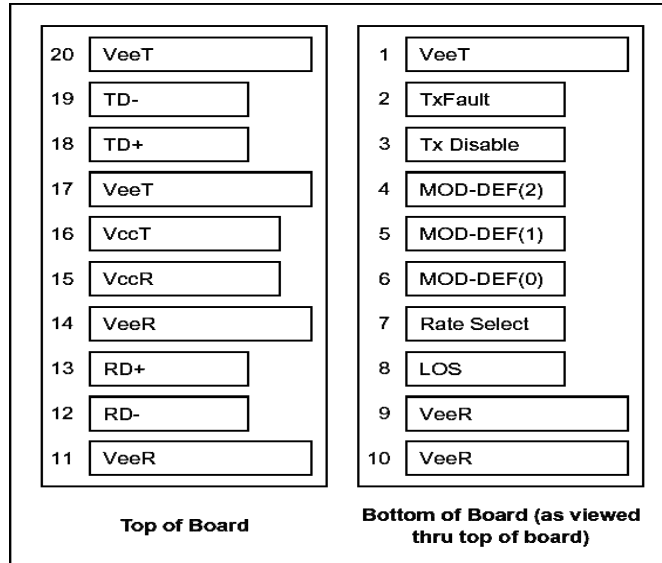 20 VeeT
19 TD-
18 TD+
17 VeeT
16 VccT
15 VccR
14 VeeR
13 RD+
12 RD-
11 VeeR
Top of Board
1 VeeT
2 TxFault
3 Tx Disable
4 MOD-DEF(2)
5 MOD-DEF(1)
6 MOD-DEF(0)
7 Rate Select
8 LOS
9 VeeR
10 VeeR
Bottom of Board (as viewed
thru top of board)